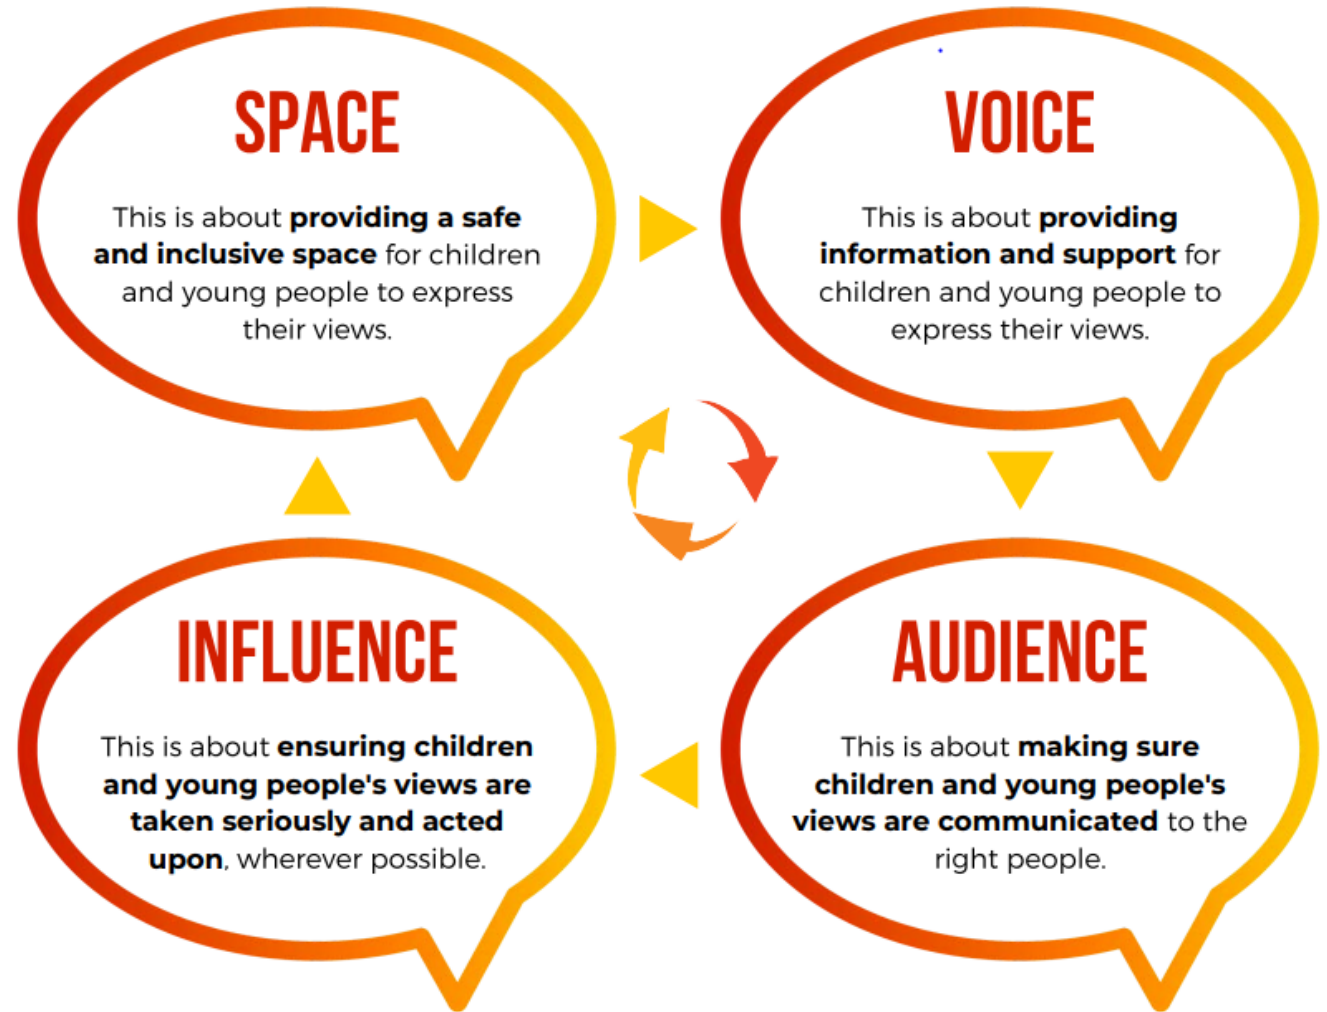 SPACE
This is about providing a safe
and inclusive space for children
and young people to express
their views.
VOICE
This is about providing
information and support for
children and young people to
express their views.
INFLUENCE
This is about ensuring children
and young people's views are
taken seriously and acted
upon, wherever possible.
AUDIENCE
This is about making sure
children and young people's
views are communicated to the
right people.